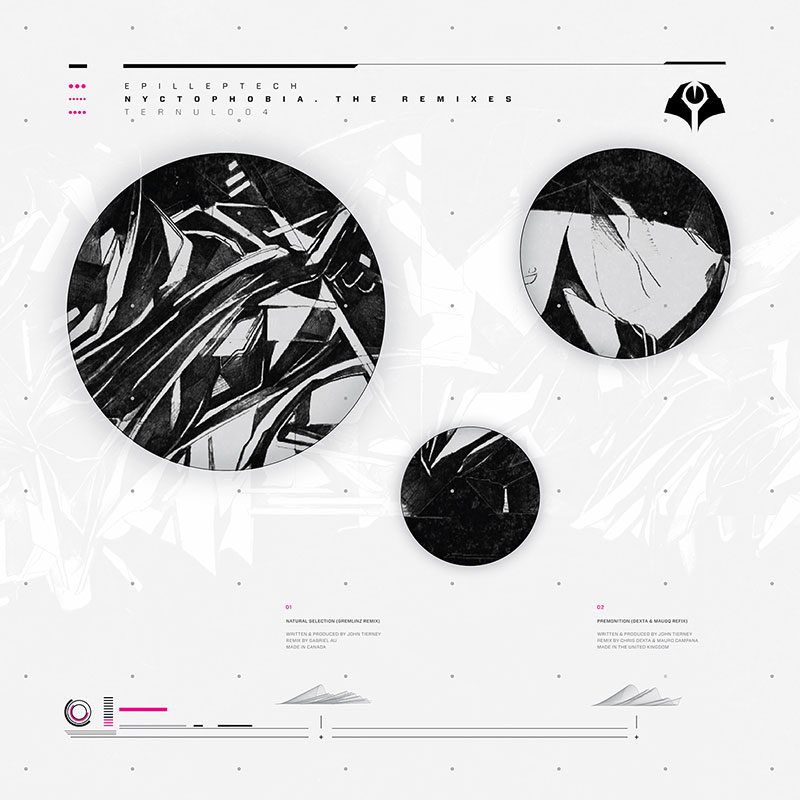 EPILLEPTECH
NYCTOPHOBIA. THE REMIXES
TERNUL004
01
NATURAL SELECTION (GREMLINZ REMIX)
WRITTEN & PRODUCED BY JOHN TIERNEY
REMIX BY GABRIEL AU
MADE IN CANADA
02
PREMONITION (DEXTA & MAUOQ REFIX)
WRITTEN & PRODUCED BY JOHN TIERNEY
REMIX BY CHRIS DEXTA & MAURO CAMPANA
MADE IN THE UNITED KINGDOM